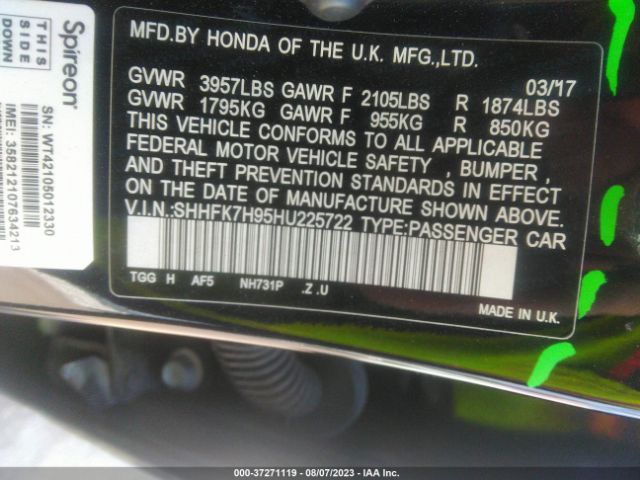 MFD.BY HONDA OF THE U.K. MFG.,LTD.
03/17
GVWR 3957LBS GAWR F 2105LBS R 1874LBS
GVWR 1795KG GAWR F 955KG R 850KG
THIS VEHICLE CONFORMS TO ALL APPLICABLE
FEDERAL MOTOR VEHICLE SAFETY , BUMPER ,
AND THEFT PREVENTION STANDARDS IN EFFECT
ON THE DATE OF MANUFACTURE SHOWN ABOVE.
V.I.N.:SHHFK7H95HU225722 TYPE:PASSENGER CAR
TGG H AF5 NH731P .Z .U
MADE IN U.K.
THIS
SIDE
DOWN
Spireon
SN: WT42105012330
IMEI: 358212107634213
000-37271119 - 08/07/2023 - IAA Inc.